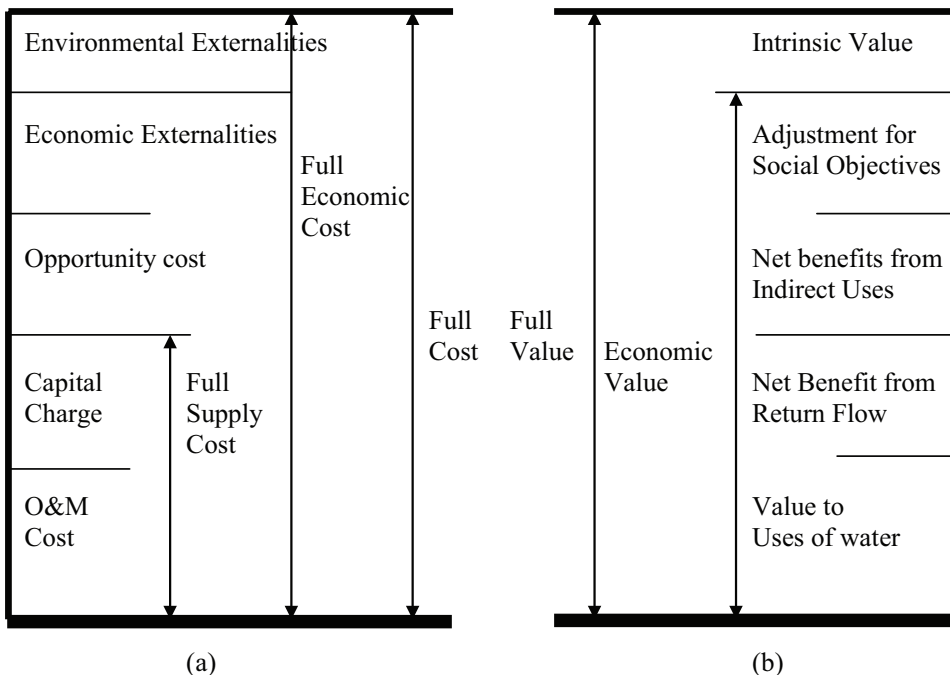 Environmental Externalities
Economic Externalities
Opportunity cost
Capital
Charge
O&M
Cost
Full
Supply
Cost
Full
Economic
Cost
Full
Cost
(a)
Full
Value
Economic
Value
Intrinsic Value
Adjustment for
Social Objectives
Net benefits from
Indirect Uses
Net Benefit from
Return Flow
Value to
Uses of water
(b)